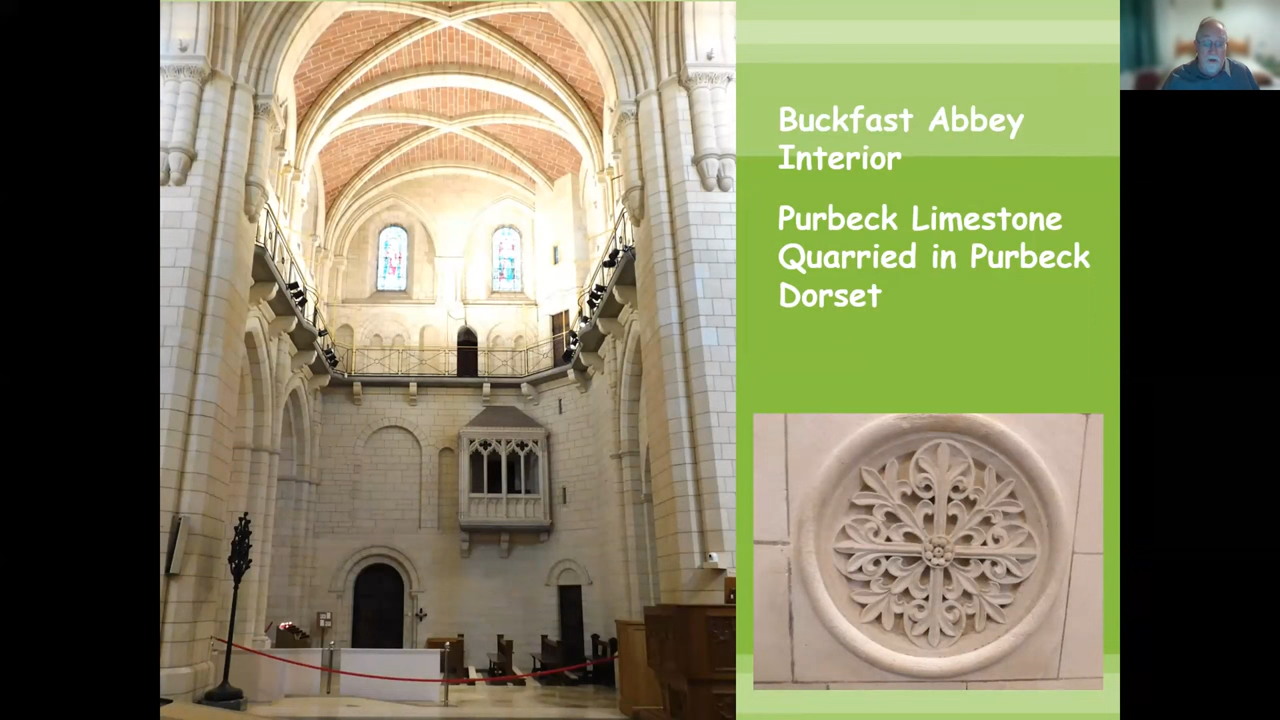 Buckfast Abbey
Interior
Purbeck Limestone
Quarried in Purbeck
Dorset